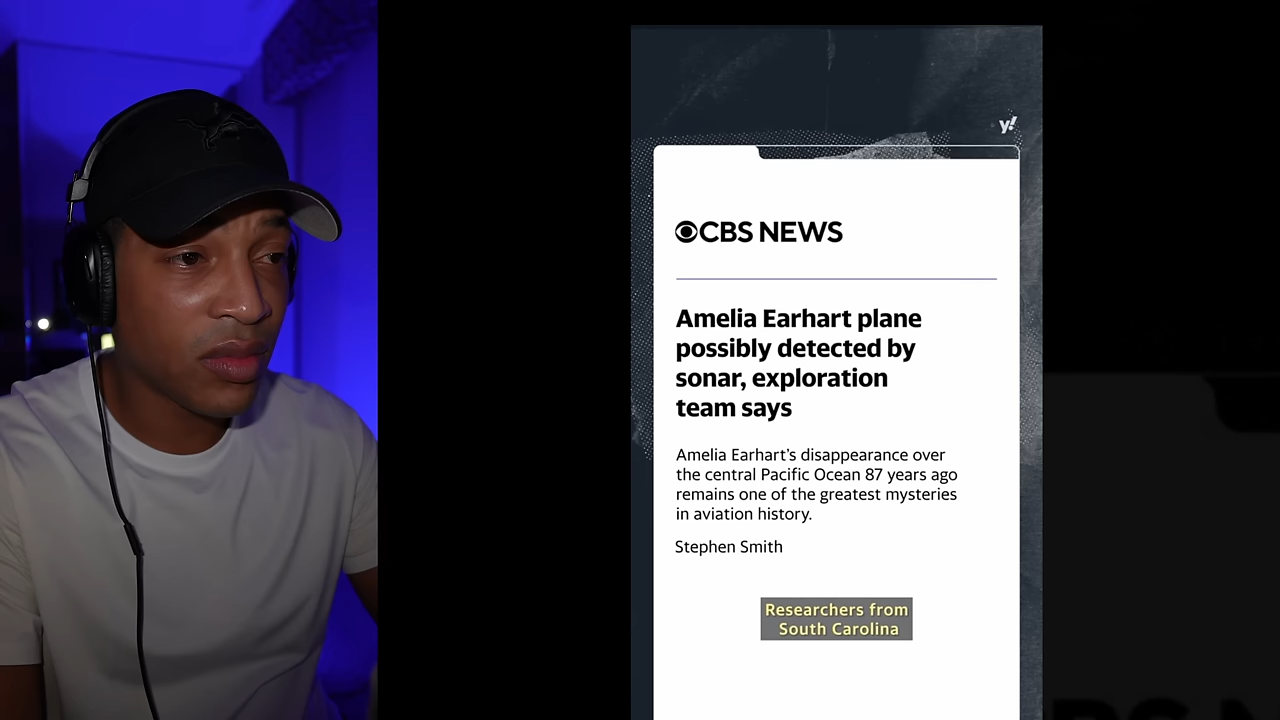 y!
CBS NEWS
Amelia Earhart plane
possibly detected by
sonar, exploration
team says
Amelia Earhart's disappearance over
the central Pacific Ocean 87 years ago
remains one of the greatest mysteries
in aviation history.
Stephen Smith
Researchers from
South Carolina